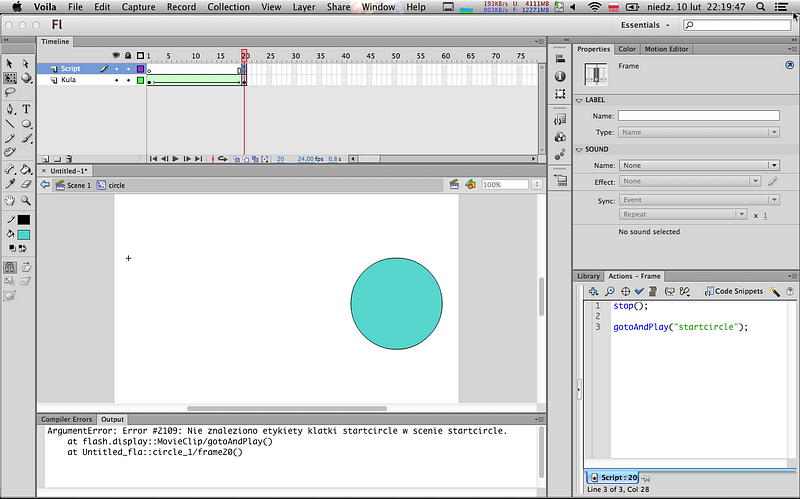 Voila File Edit Capture Record Collection View Layer Share Window Help 193KB/s 903KB/s U: 4111MB F: 12271MB niedz. 10 lut 22:19:47
Fl Essentials
Timeline
1 5 10 15 20 25 30 35 40 45 50 55 60 65 70 75
Script
Kula
20 24,00 fps 0,8 s
Untitled-1*
Scene 1 circle 100%
Compiler Errors Output
ArgumentError: Error #2109: Nie znaleziono etykiety klatki startcircle w scenie startcircle.
at flash.display::MovieClip/gotoAndPlay()
at Untitled_fla::circle_1/frame20()
Properties Color Motion Editor
Frame
LABEL
Name:
Type: Name
SOUND
Name: None
Effect: None
Sync: Event
Repeat x 1
No sound selected
Library Actions - Frame
Code Snippets
1 stop();
2
3 gotoAndPlay("startcircle");
Script : 20
Line 3 of 3, Col 28